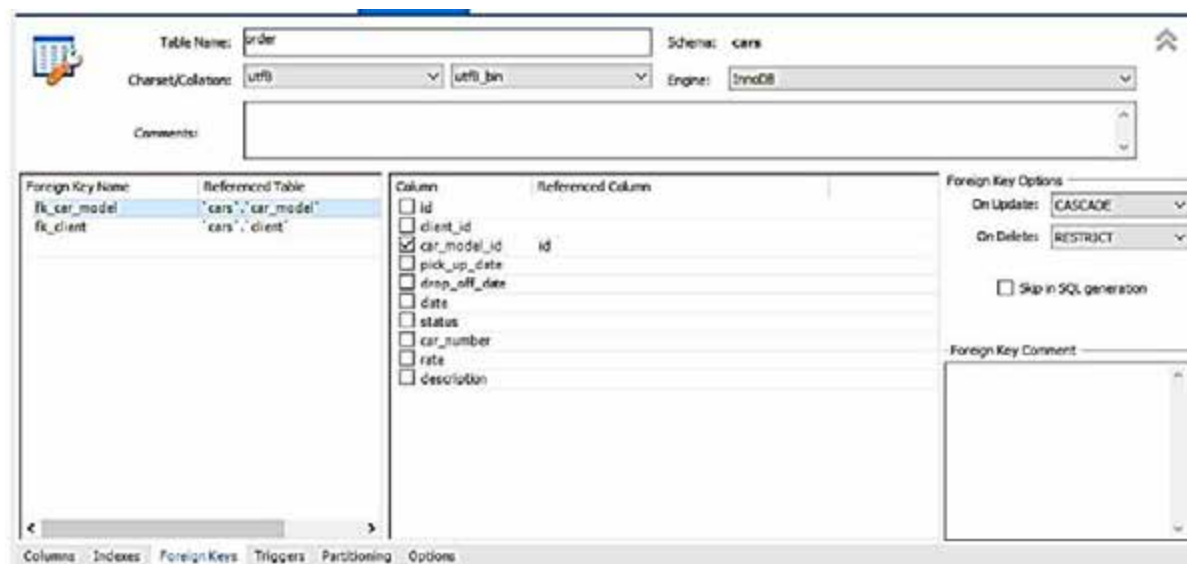 Table Name: order Schema: cars
Charset/Collation: utf8 utf8_bin Engine: InnoDB
Comments:
Foreign Key Name Referenced Table
fk_car_model `cars`.`car_model`
fk_client `cars`.`client`
Column Referenced Column
id
client_id
car_model_id id
pick_up_date
drop_off_date
date
status
car_number
rate
description
Foreign Key Options
On Update: CASCADE
On Delete: RESTRICT
Skip in SQL generation
Foreign Key Comment
Columns Indexes Foreign Keys Triggers Partitioning Options